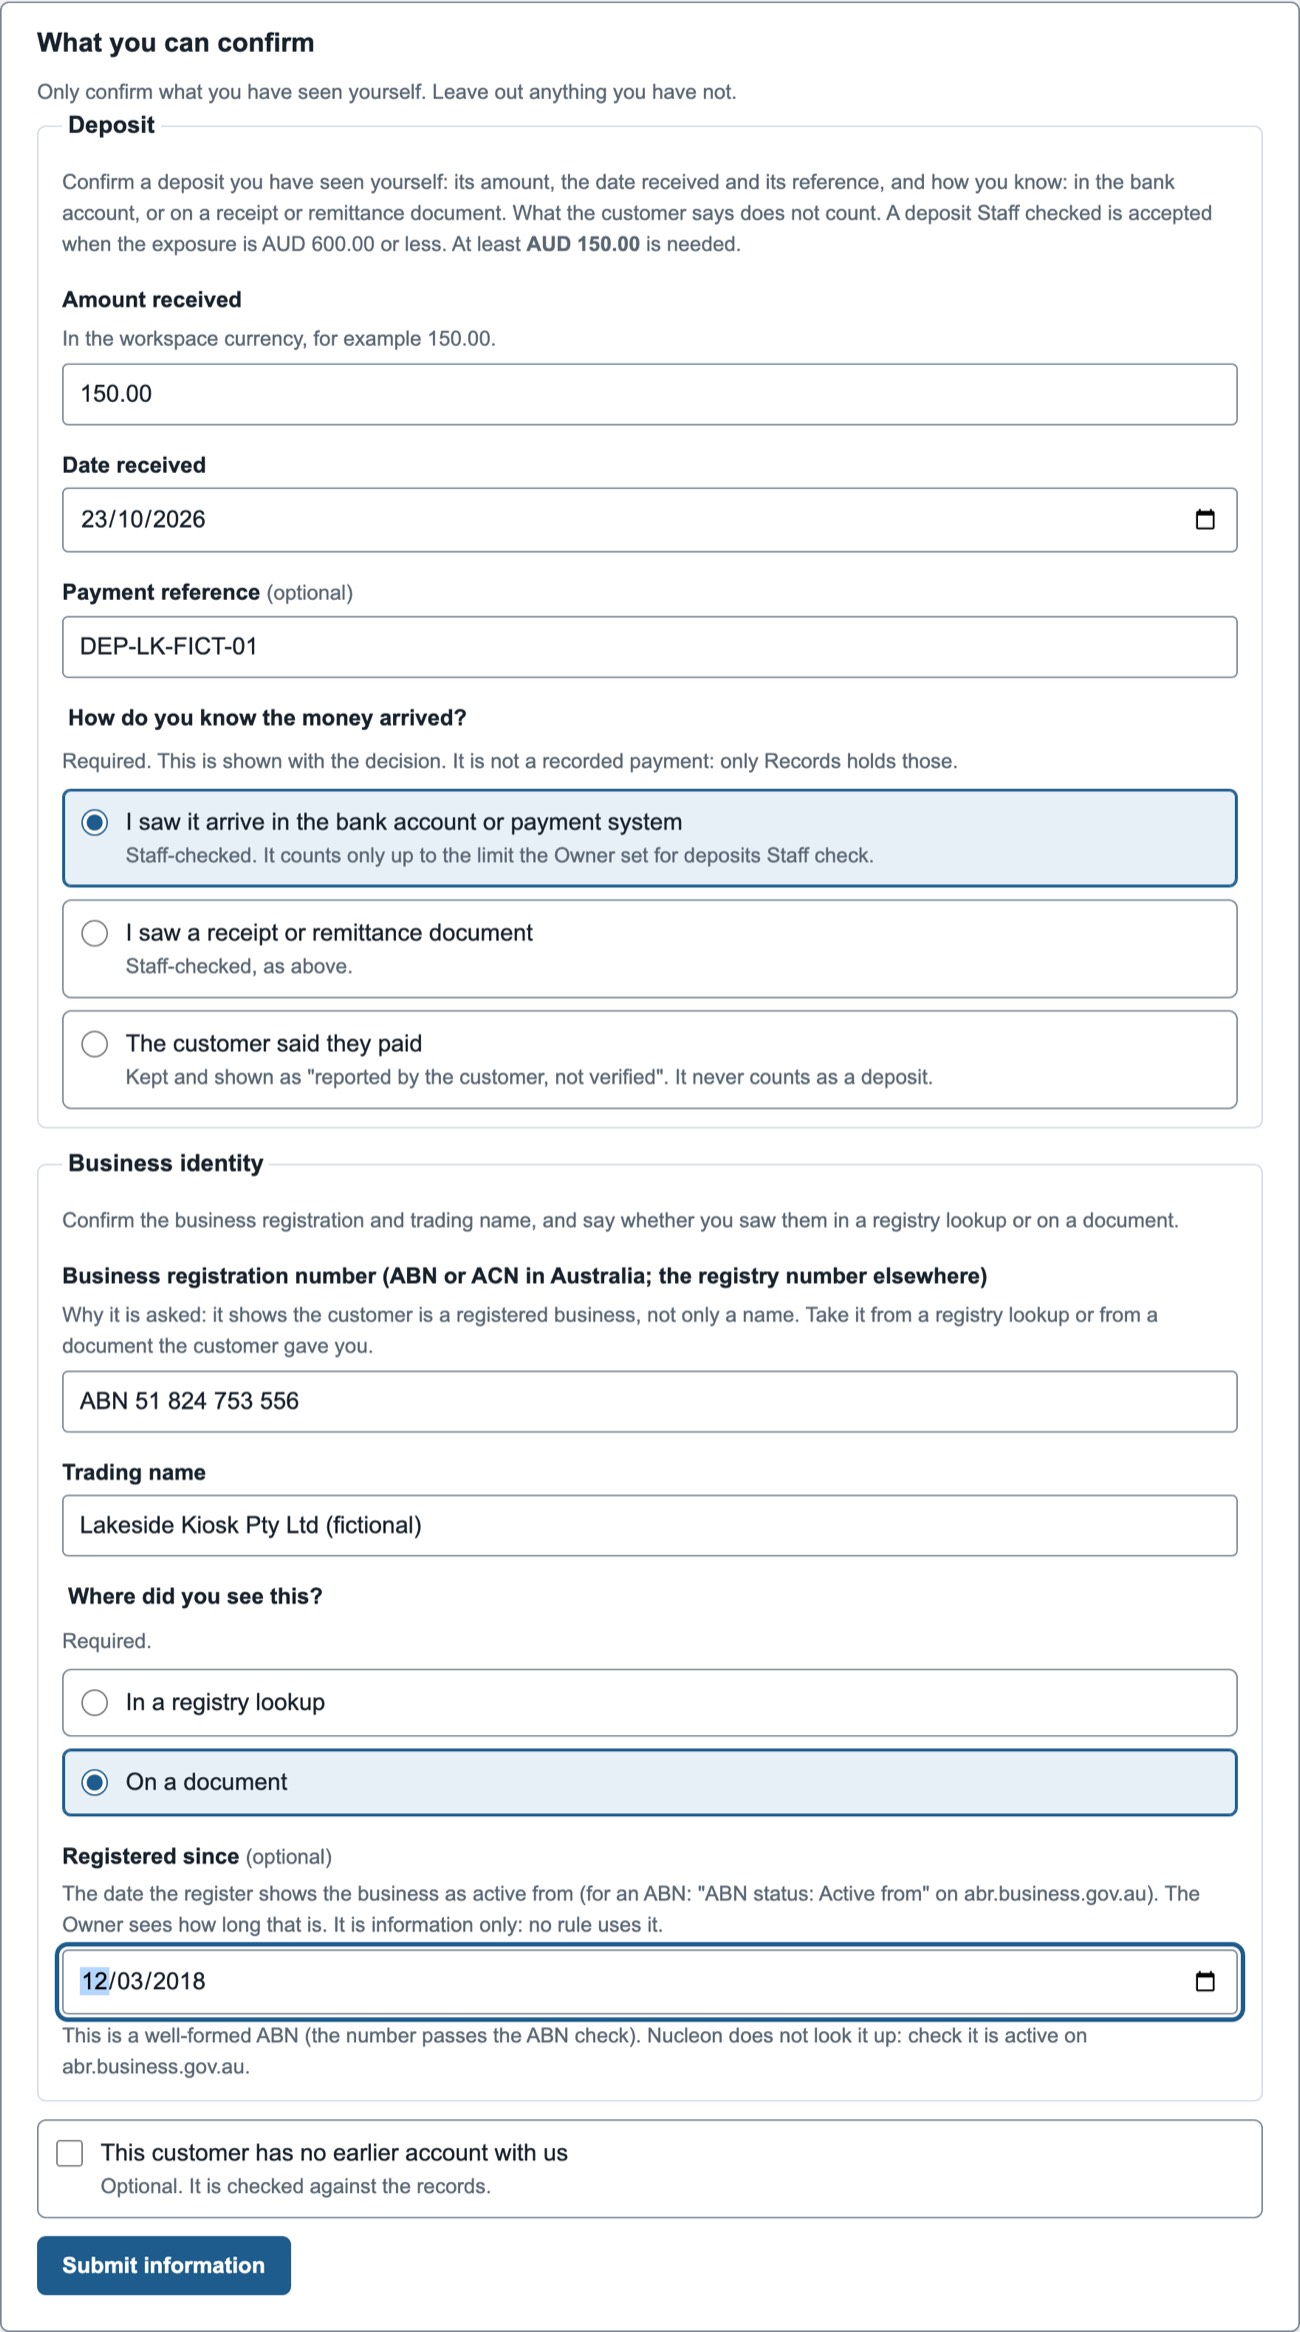 What you can confirm
Only confirm what you have seen yourself. Leave out anything you have not.
Deposit
Confirm a deposit you have seen yourself: its amount, the date received and its reference, and how you know: in the bank
account, or on a receipt or remittance document. What the customer says does not count. A deposit Staff checked is accepted
when the exposure is AUD 600.00 or less. At least AUD 150.00 is needed.
Amount received
In the workspace currency, for example 150.00.
150.00
Date received
23/10/2026
Payment reference (optional)
DEP-LK-FICT-01
How do you know the money arrived?
Required. This is shown with the decision. It is not a recorded payment: only Records holds those.
I saw it arrive in the bank account or payment system
Staff-checked. It counts only up to the limit the Owner set for deposits Staff check.
I saw a receipt or remittance document
Staff-checked, as above.
The customer said they paid
Kept and shown as "reported by the customer, not verified". It never counts as a deposit.
Business identity
Confirm the business registration and trading name, and say whether you saw them in a registry lookup or on a document.
Business registration number (ABN or ACN in Australia; the registry number elsewhere)
Why it is asked: it shows the customer is a registered business, not only a name. Take it from a registry lookup or from a
document the customer gave you.
ABN 51 824 753 556
Trading name
Lakeside Kiosk Pty Ltd (fictional)
Where did you see this?
Required.
In a registry lookup
On a document
Registered since (optional)
The date the register shows the business as active from (for an ABN: "ABN status: Active from" on abr.business.gov.au). The
Owner sees how long that is. It is information only: no rule uses it.
12/03/2018
This is a well-formed ABN (the number passes the ABN check). Nucleon does not look it up: check it is active on
abr.business.gov.au.
This customer has no earlier account with us
Optional. It is checked against the records.
Submit information